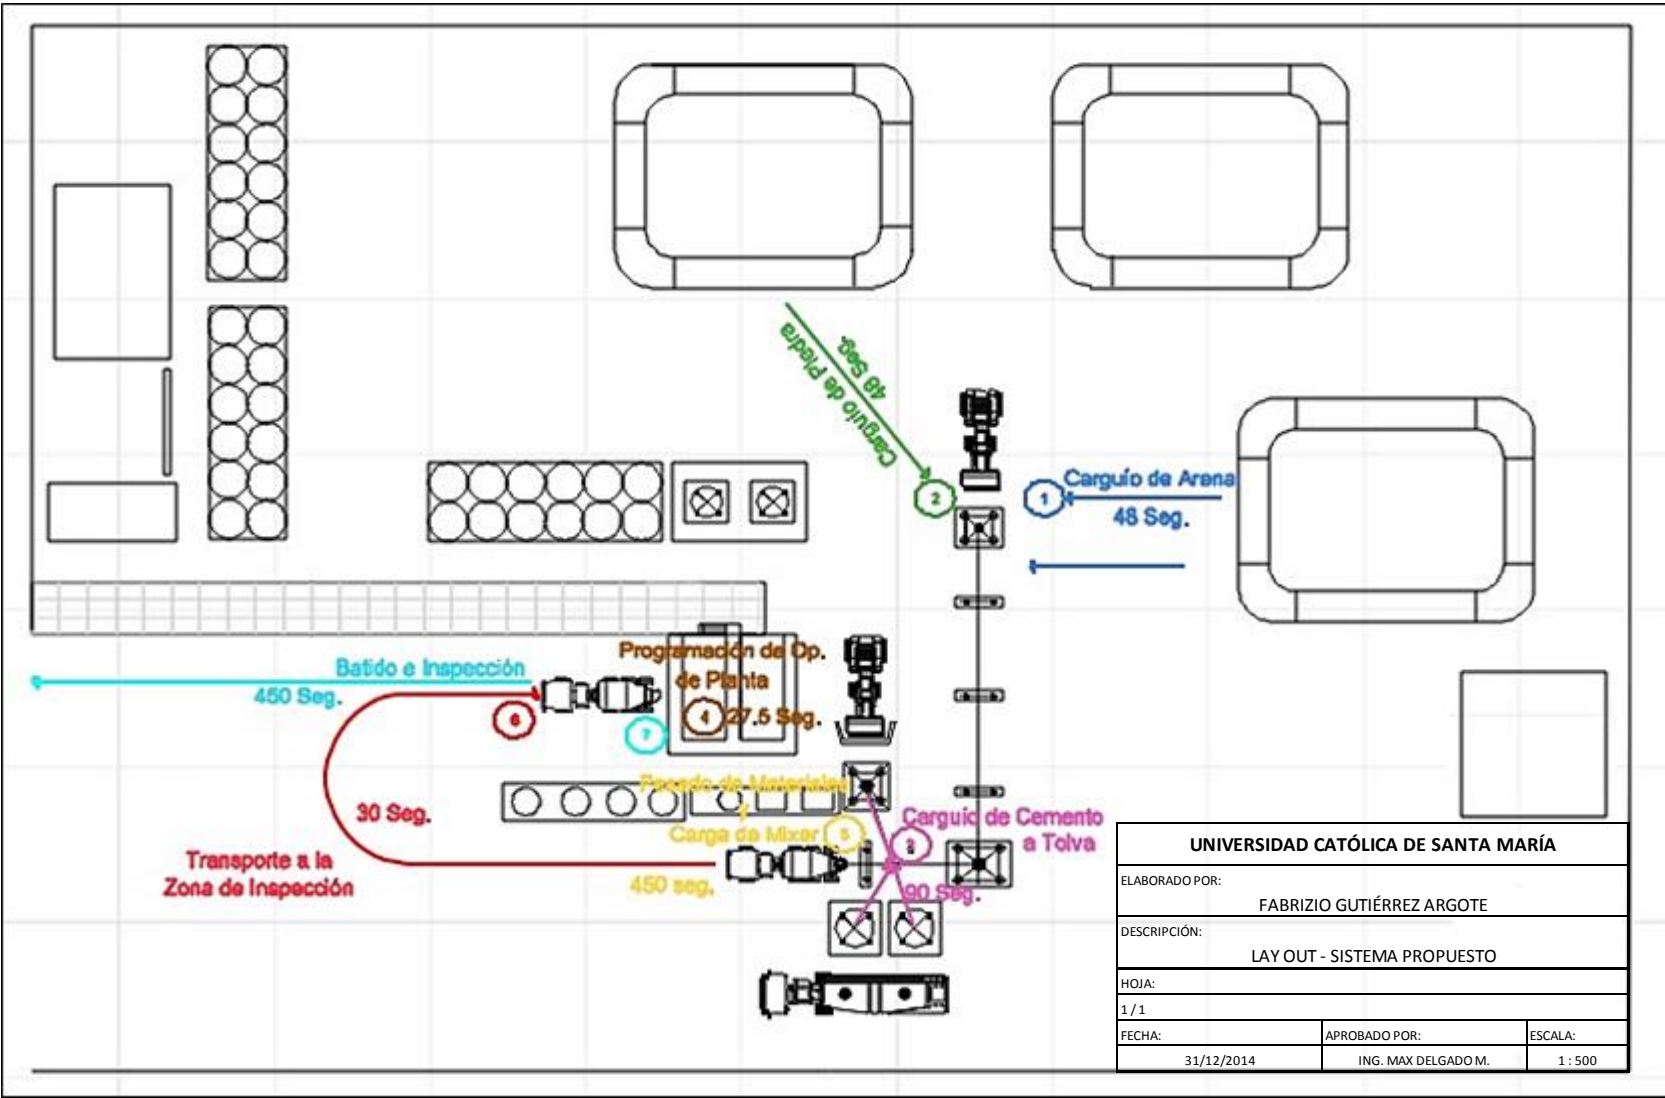 Carguío de Piedra
48 Seg.
2
1
Carguío de Arena
48 Seg.
Batido e Inspección
450 Seg.
6
7
Programación de Op.
de Planta
4
27.5 Seg.
30 Seg.
Transporte a la
Zona de Inspección
Pesado de Materiales
y
Carga de Mixer
5
450 seg.
Carguio de Cemento
a Tolva
3
90 Seg.
UNIVERSIDAD CATÓLICA DE SANTA MARÍA
ELABORADO POR:
FABRIZIO GUTIÉRREZ ARGOTE
DESCRIPCIÓN:
LAY OUT - SISTEMA PROPUESTO
HOJA:
1 / 1
FECHA: APROBADO POR: ESCALA:
31/12/2014 ING. MAX DELGADO M. 1 : 500